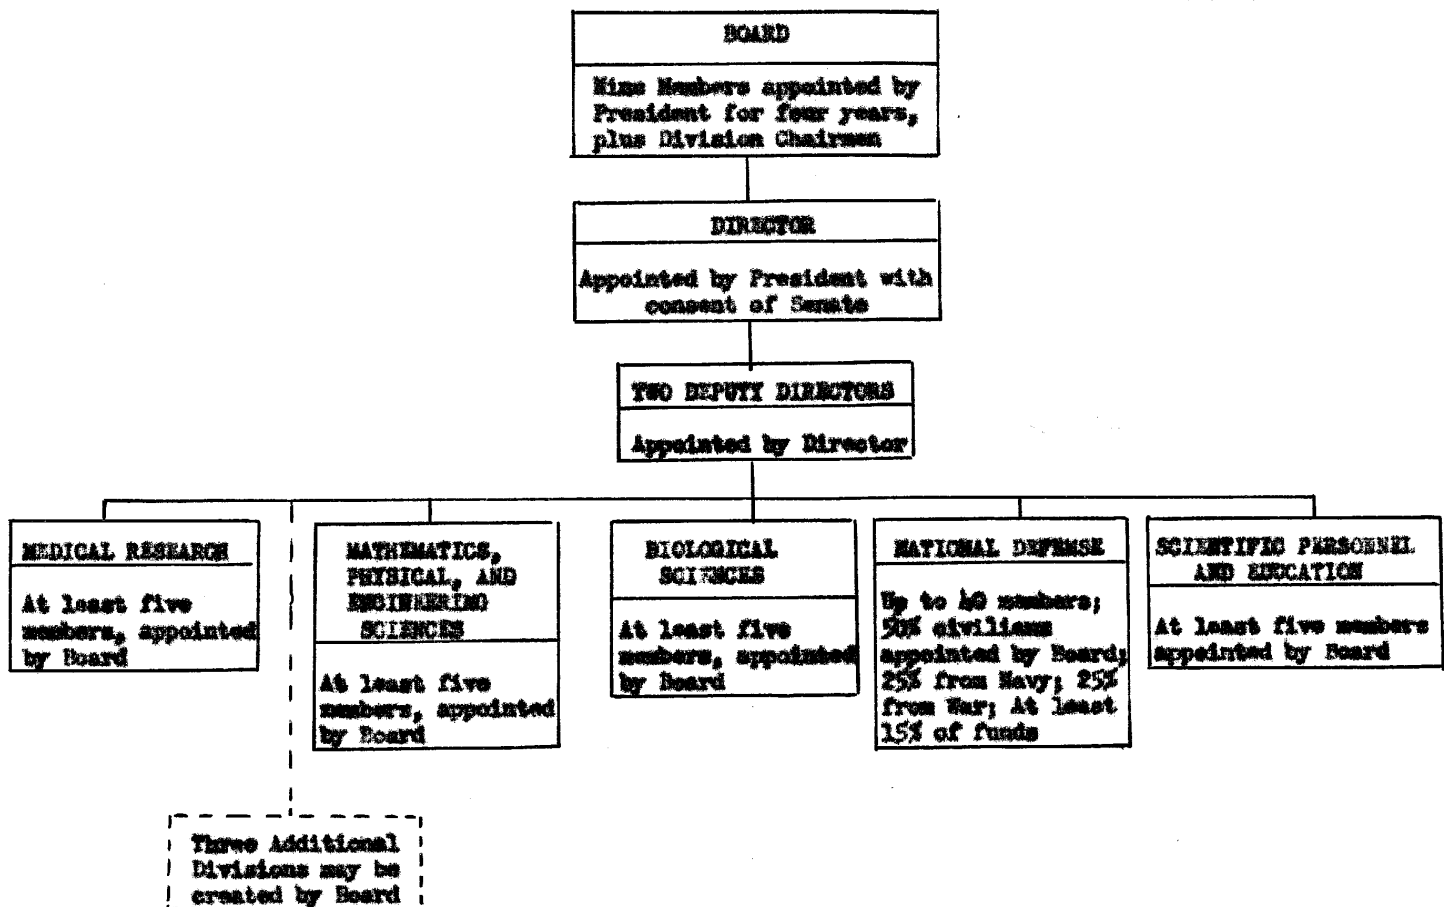 BOARD
Nine Members appointed by
President for four years,
plus Division Chairmen
DIRECTOR
Appointed by President with
consent of Senate
TWO DEPUTY DIRECTORS
Appointed by Director
MEDICAL RESEARCH
At least five
members, appointed
by Board
MATHEMATICS,
PHYSICAL, AND
ENGINEERING
SCIENCES
At least five
members, appointed
by Board
BIOLOGICAL
SCIENCES
At least five
members, appointed
by Board
NATIONAL DEFENSE
Up to 40 members;
50% civilians
appointed by Board;
25% from Navy; 25%
from War; At least
15% of funds
SCIENTIFIC PERSONNEL
AND EDUCATION
At least five members
appointed by Board
Three Additional
Divisions may be
created by Board